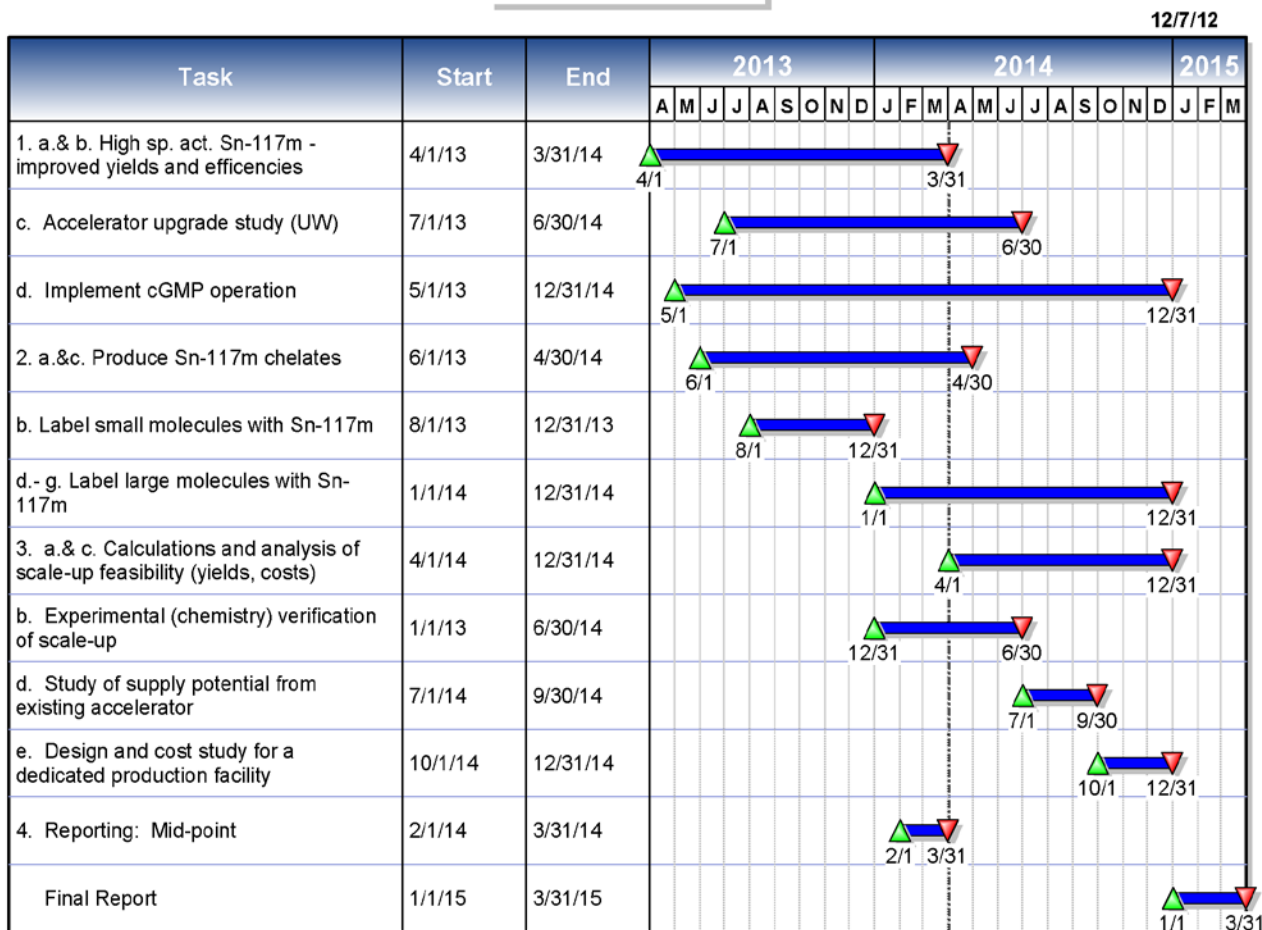 12/7/12
Task Start End 2013 2014 2015
A M J J A S O N D J F M A M J J A S O N D J F M
1. a.& b. High sp. act. Sn-117m -
improved yields and efficencies
4/1/13 3/31/14
4/1 3/31
c. Accelerator upgrade study (UW) 7/1/13 6/30/14
7/1 6/30
d. Implement cGMP operation 5/1/13 12/31/14
5/1 12/31
2. a.&c. Produce Sn-117m chelates 6/1/13 4/30/14
6/1 4/30
b. Label small molecules with Sn-117m 8/1/13 12/31/13
8/1 12/31
d.- g. Label large molecules with Sn-
117m
1/1/14 12/31/14
1/1 12/31
3. a.& c. Calculations and analysis of
scale-up feasibility (yields, costs)
4/1/14 12/31/14
4/1 12/31
b. Experimental (chemistry) verification
of scale-up
1/1/13 6/30/14
12/31 6/30
d. Study of supply potential from
existing accelerator
7/1/14 9/30/14
7/1 9/30
e. Design and cost study for a
dedicated production facility
10/1/14 12/31/14
10/1 12/31
4. Reporting: Mid-point 2/1/14 3/31/14
2/1 3/31
Final Report 1/1/15 3/31/15
1/1 3/31